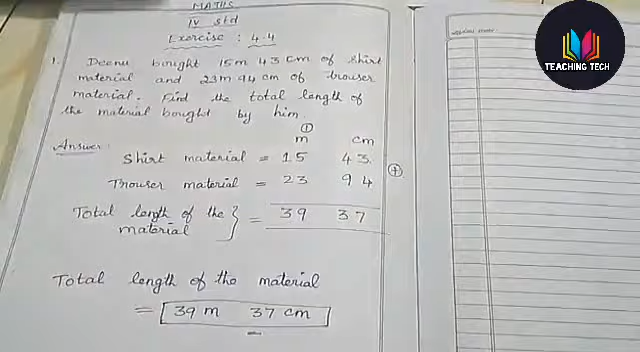 MATHS
IV std
Exercise : 4.4
1. Deenu bought 15m 43cm of shirt
material and 23m 94cm of trouser
material. Find the total length of
the material bought by him.
Answer:
①
m cm
Shirt material = 15 43
Trouser material = 23 94 ⊕
Total length of the
material } = 39 37
Total length of the material
= 39 m 37 cm
TEACHING TECH